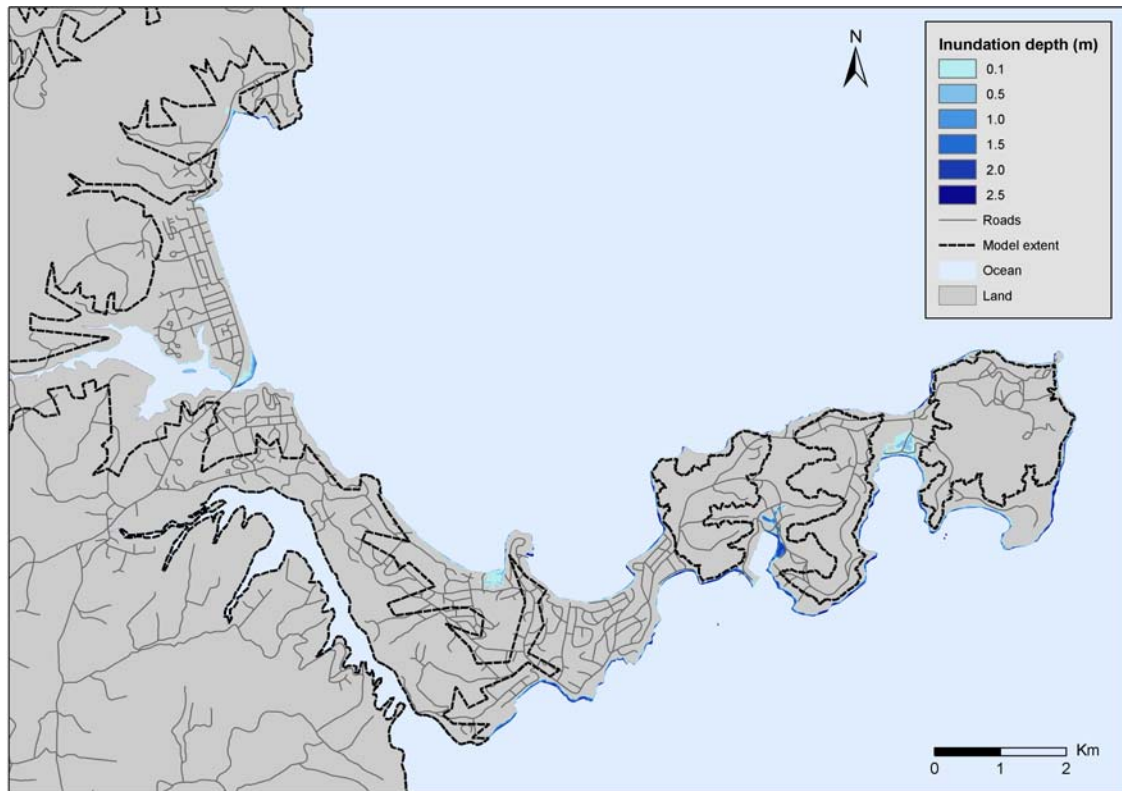 N
Inundation depth (m)
0.1
0.5
1.0
1.5
2.0
2.5
Roads
Model extent
Ocean
Land
Km
0 1 2